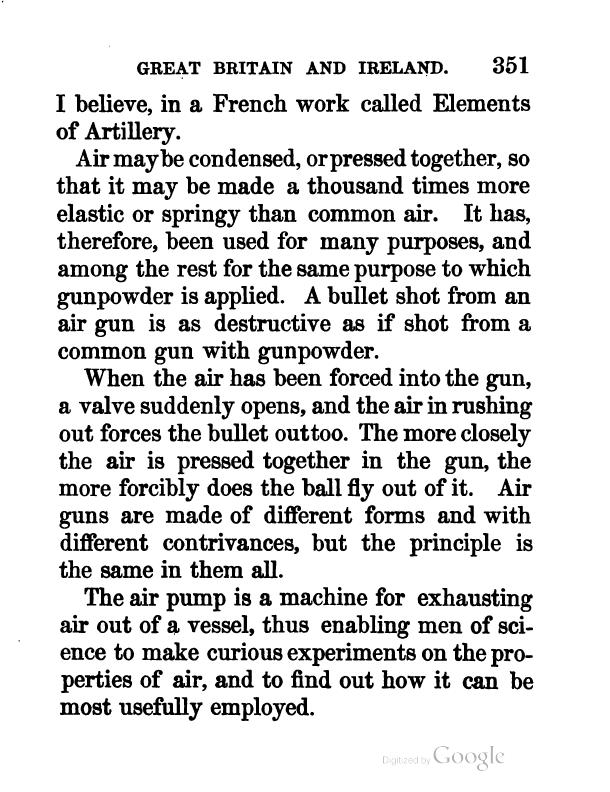 GREAT BRITAIN AND IRELAND. 351
I believe, in a French work called Elements
of Artillery.
Air may be condensed, or pressed together, so
that it may be made a thousand times more
elastic or springy than common air. It has,
therefore, been used for many purposes, and
among the rest for the same purpose to which
gunpowder is applied. A bullet shot from an
air gun is as destructive as if shot from a
common gun with gunpowder.
When the air has been forced into the gun,
a valve suddenly opens, and the air in rushing
out forces the bullet out too. The more closely
the air is pressed together in the gun, the
more forcibly does the ball fly out of it. Air
guns are made of different forms and with
different contrivances, but the principle is
the same in them all.
The air pump is a machine for exhausting
air out of a vessel, thus enabling men of sci-
ence to make curious experiments on the pro-
perties of air, and to find out how it can be
most usefully employed.
Digitized by Google